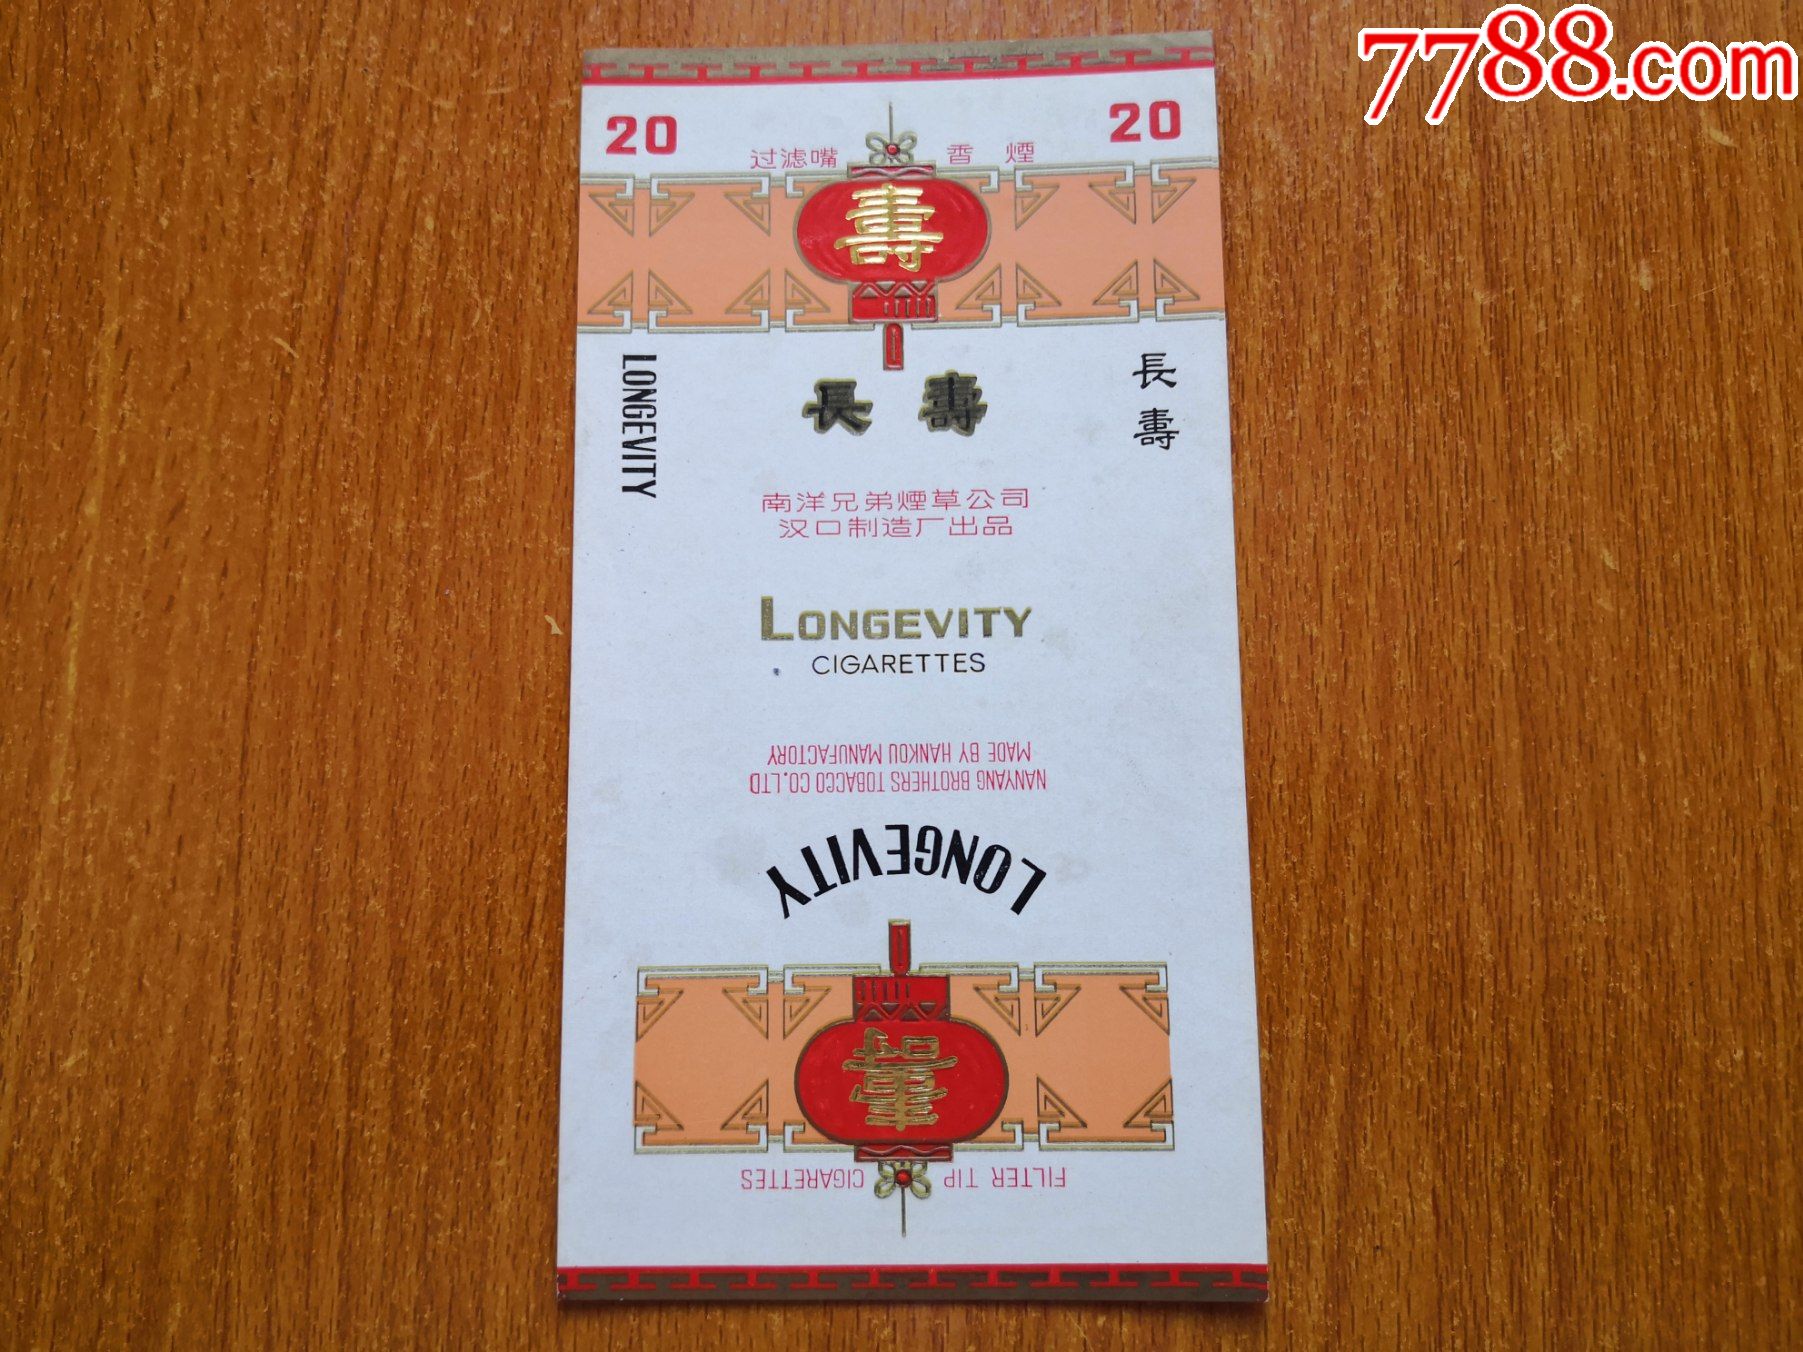 7788.com
20
20
过滤嘴 香煙
壽
長壽
LONGEVITY
長壽
南洋兄弟煙草公司
汉口制造厂出品
LONGEVITY
CIGARETTES
MADE BY HANKOU MANUFACTORY
NANYANG BROTHERS TOBACCO CO.LTD
LONGEVITY
壽
FILTER TIP CIGARETTES